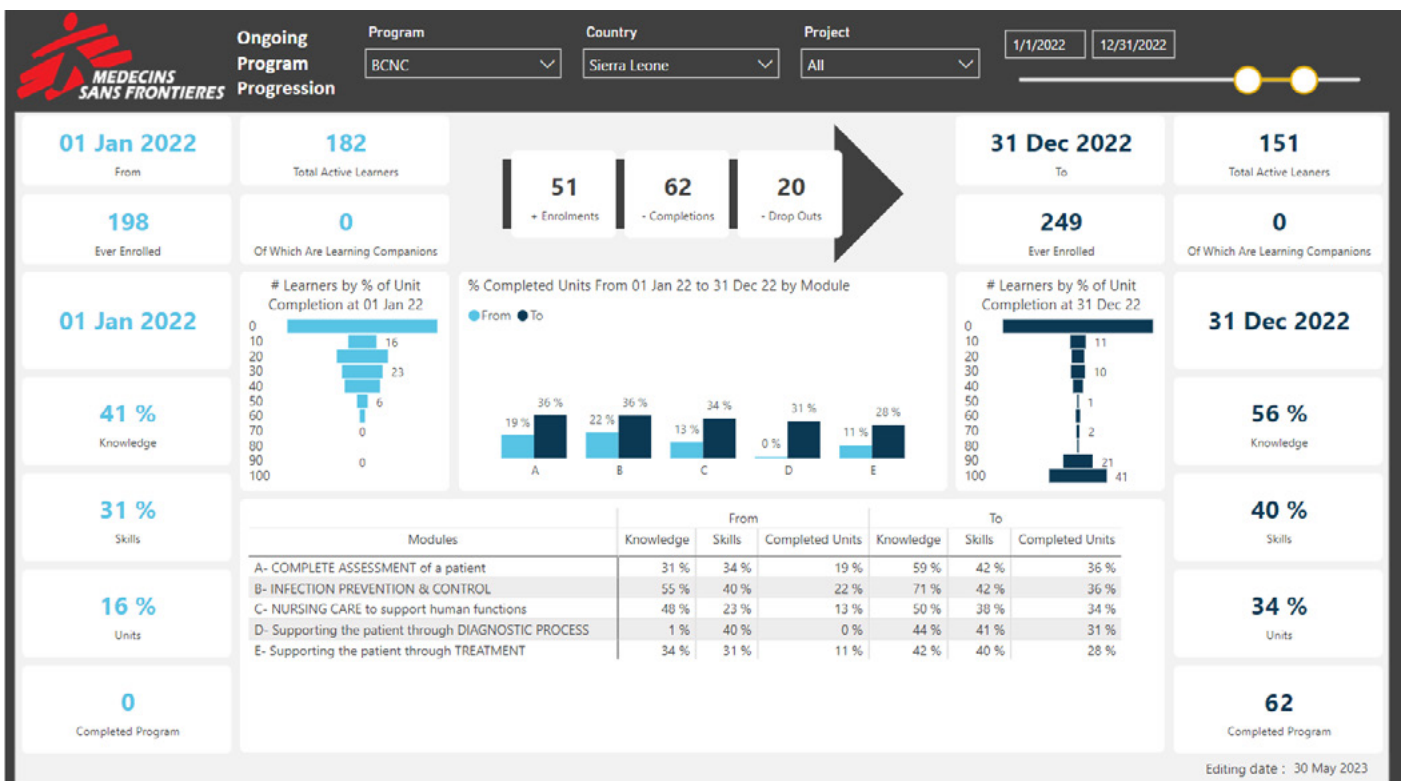 MEDECINS
SANS FRONTIERES
Ongoing
Program
Progression
Program
BCNC
Country
Sierra Leone
Project
All
1/1/2022
12/31/2022
01 Jan 2022
From
182
Total Active Learners
198
Ever Enrolled
0
Of Which Are Learning Companions
51
+ Enrolments
62
- Completions
20
- Drop Outs
31 Dec 2022
To
151
Total Active Leaners
249
Ever Enrolled
0
Of Which Are Learning Companions
01 Jan 2022
41 %
Knowledge
31 %
Skills
16 %
Units
0
Completed Program
# Learners by % of Unit
Completion at 01 Jan 22
0
10 16
20
30 23
40
50 6
60
70 0
80
90 0
100
% Completed Units From 01 Jan 22 to 31 Dec 22 by Module
From To
19 % 36 % 22 % 36 % 13 % 34 % 0 % 31 % 11 % 28 %
A B C D E
# Learners by % of Unit
Completion at 31 Dec 22
0
10 11
20
30 10
40
50 1
60
70 2
80
90 21
100 41
31 Dec 2022
56 %
Knowledge
40 %
Skills
34 %
Units
62
Completed Program
From To
Modules Knowledge Skills Completed Units Knowledge Skills Completed Units
A- COMPLETE ASSESSMENT of a patient 31 % 34 % 19 % 59 % 42 % 36 %
B- INFECTION PREVENTION & CONTROL 55 % 40 % 22 % 71 % 42 % 36 %
C- NURSING CARE to support human functions 48 % 23 % 13 % 50 % 38 % 34 %
D- Supporting the patient through DIAGNOSTIC PROCESS 1 % 40 % 0 % 44 % 41 % 31 %
E- Supporting the patient through TREATMENT 34 % 31 % 11 % 42 % 40 % 28 %
Editing date : 30 May 2023